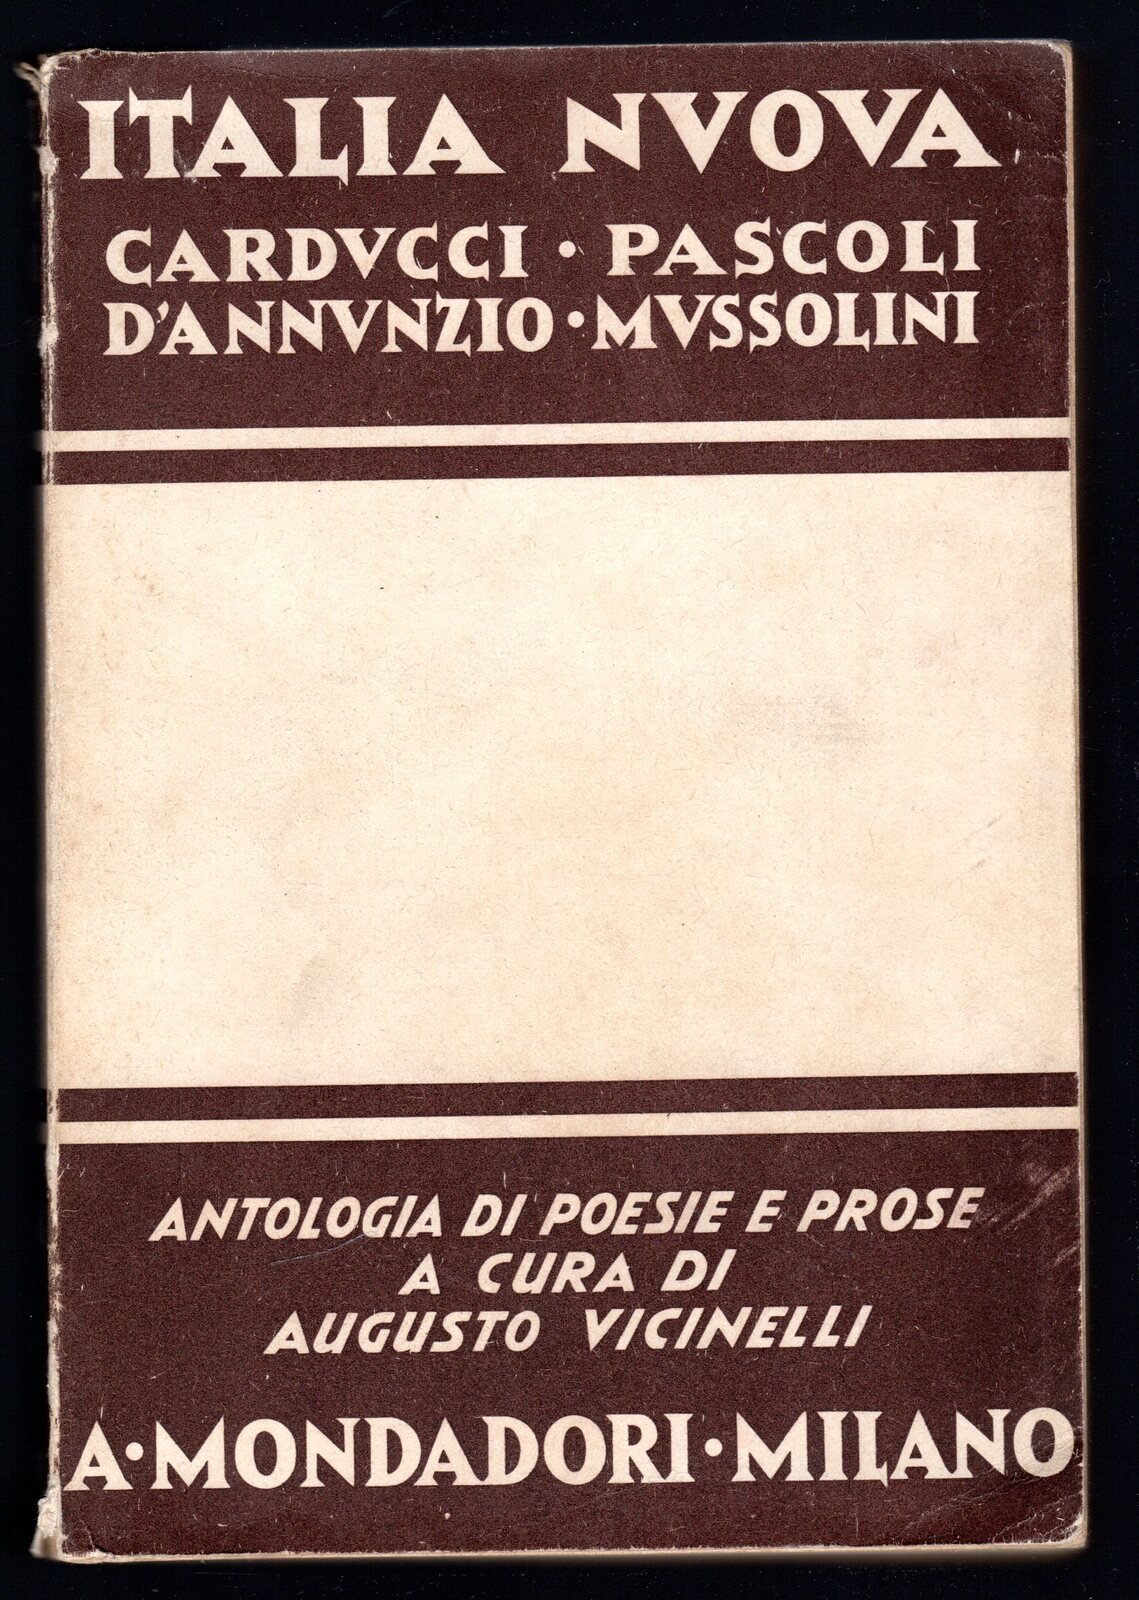 ITALIA NVOVA
CARDVCCI • PASCOLI
D'ANNVNZIO • MVSSOLINI
ANTOLOGIA DI POESIE E PROSE
A CURA DI
AUGUSTO VICINELLI
A • MONDADORI • MILANO